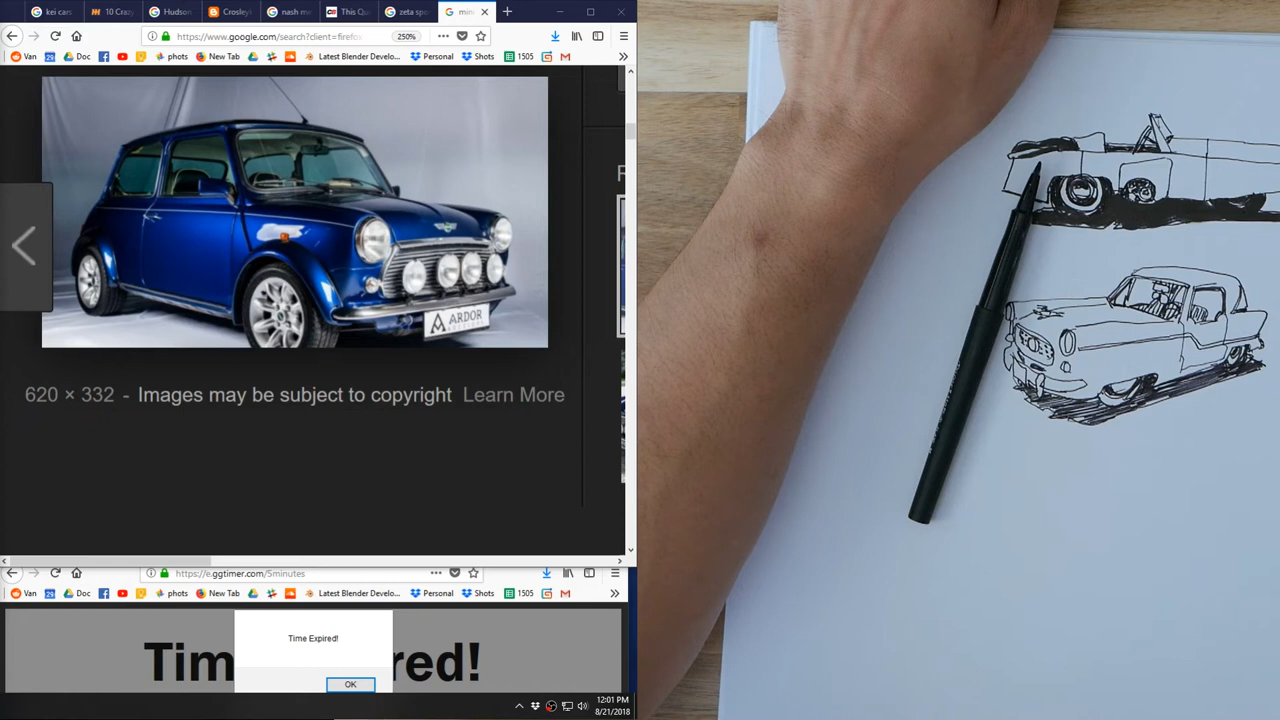 kei cars
10 Crazy
Hudson
Crosley
nash m
This Qu
zeta spo
min
https://www.google.com/search?client=firefox
250%
Van
Doc
phots
New Tab
Latest Blender Develo...
Personal
Shots
1505
ARDOR
620 × 332 - Images may be subject to copyright Learn More
https://e.ggtimer.com/5minutes
Van
Doc
phots
New Tab
Latest Blender Develo...
Personal
Shots
1505
Time Expired!
Tim red!
OK
12:01 PM
8/21/2018